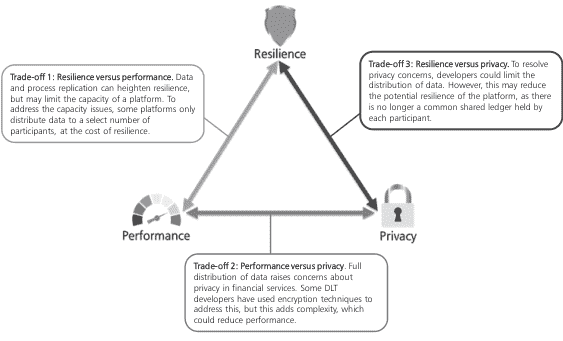 Resilience
Trade-off 1: Resilience versus performance. Data
and process replication can heighten resilience,
but may limit the capacity of a platform. To
address the capacity issues, some platforms only
distribute data to a select number of
participants, at the cost of resilience.
Trade-off 3: Resilience versus privacy. To resolve
privacy concerns, developers could limit the
distribution of data. However, this may reduce
the potential resilience of the platform, as there
is no longer a common shared ledger held by
each participant.
Performance
Privacy
Trade-off 2: Performance versus privacy. Full
distribution of data raises concerns about
privacy in financial services. Some DLT
developers have used encryption techniques to
address this, but this adds complexity, which
could reduce performance.